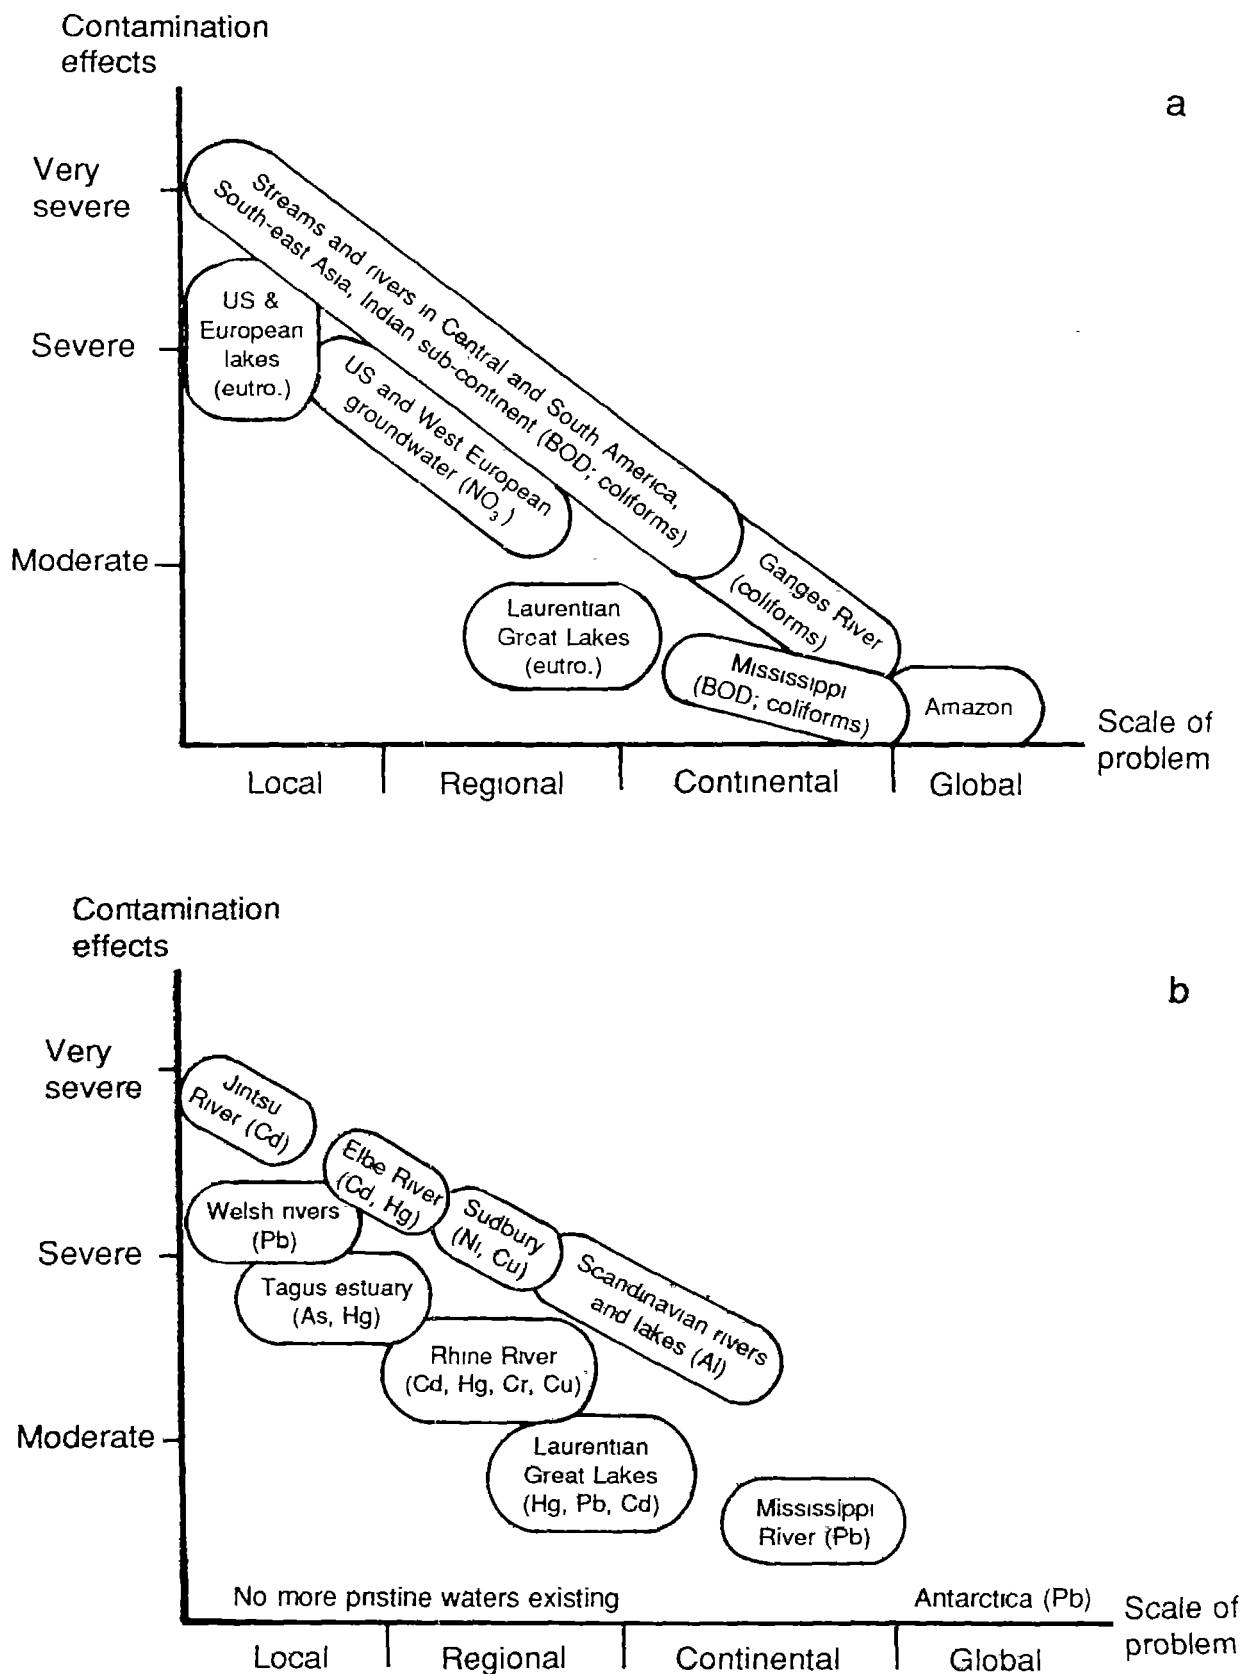 Contamination
effects
a
Very
severe
Streams and rivers in Central and South America,
South-east Asia, Indian sub-continent (BOD; coliforms)
US &
European
lakes
(eutro.)
Severe
US and West European
groundwater (NO3)
Moderate
Ganges River
(coliforms)
Laurentian
Great Lakes
(eutro.)
Mississippi
(BOD; coliforms)
Amazon
Scale of
problem
Local
Regional
Continental
Global
Contamination
effects
b
Very
severe
Jintsu
River (Cd)
Elbe River
(Cd, Hg)
Welsh rivers
(Pb)
Sudbury
(Ni, Cu)
Severe
Scandinavian rivers
and lakes (Al)
Tagus estuary
(As, Hg)
Rhine River
(Cd, Hg, Cr, Cu)
Moderate
Laurentian
Great Lakes
(Hg, Pb, Cd)
Mississippi
River (Pb)
No more pristine waters existing
Antarctica (Pb)
Scale of
problem
Local
Regional
Continental
Global